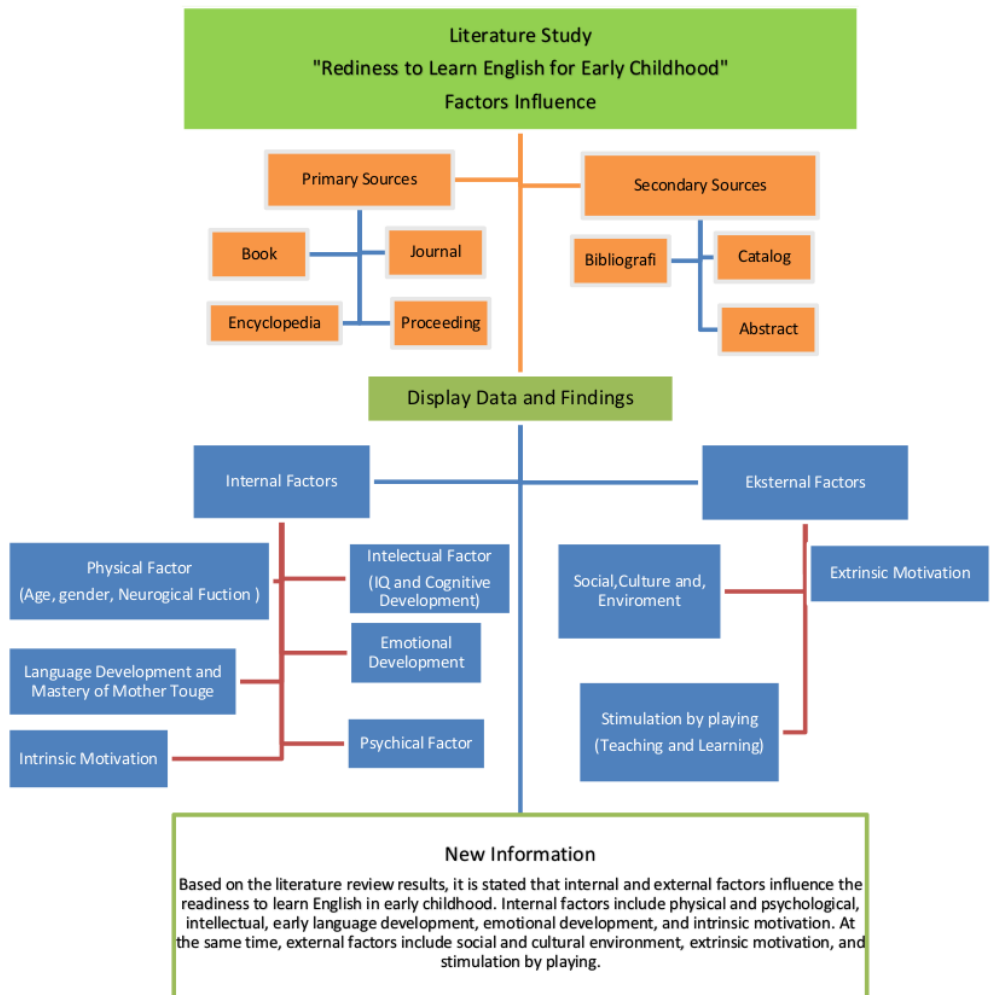 Literature Study
"Rediness to Learn English for Early Childhood"
Factors Influence
Primary Sources
Secondary Sources
Book
Journal
Encyclopedia
Proceeding
Bibliografi
Catalog
Abstract
Display Data and Findings
Internal Factors
Eksternal Factors
Physical Factor
(Age, gender, Neurogical Fuction )
Intelectual Factor
(IQ and Cognitive
Development)
Emotional
Development
Language Development and
Mastery of Mother Touge
Intrinsic Motivation
Psychical Factor
Social,Culture and,
Enviroment
Extrinsic Motivation
Stimulation by playing
(Teaching and Learning)
New Information
Based on the literature review results, it is stated that internal and external factors influence the
readiness to learn English in early childhood. Internal factors include physical and psychological,
intellectual, early language development, emotional development, and intrinsic motivation. At
the same time, external factors include social and cultural environment, extrinsic motivation, and
stimulation by playing.